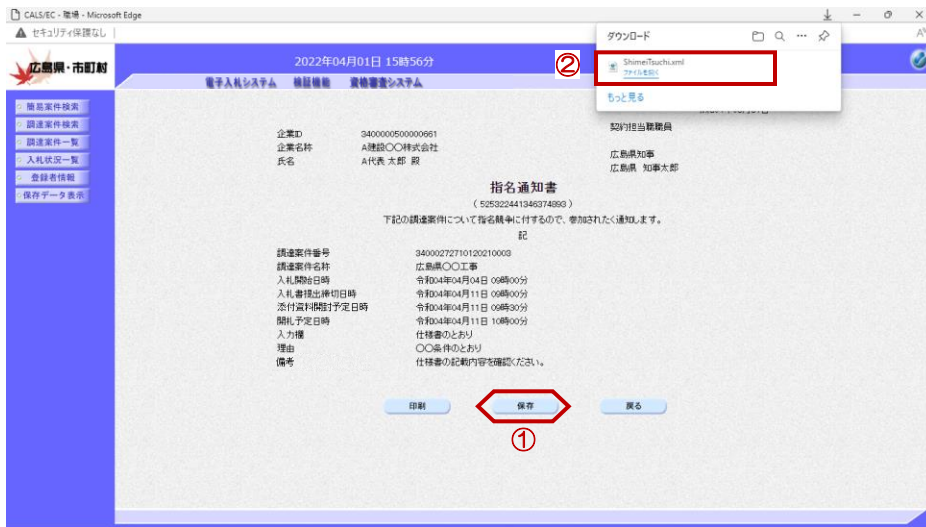 CALS/EC - 職場 - Microsoft Edge
セキュリティ保護なし
ダウンロード
②
ShimeiTsuchi.xml
ファイルを開く
もっと見る
広島県・市町村
2022年04月01日 15時56分
電子入札システム 検証機能 資格審査システム
簡易案件検索
調達案件検索
調達案件一覧
入札状況一覧
登録者情報
保存データ表示
企業ID 3400000500000661
企業名称 A建設〇〇株式会社
氏名 A代表 太郎 殿
契約担当職職員
広島県知事
広島県 知事太郎
指名通知書
( 525322441346374893 )
下記の調達案件について指名競争に付するので、参加されたく通知します。
記
調達案件番号 34000272710120210003
調達案件名称 広島県〇〇工事
入札開始日時 令和04年04月04日 09時00分
入札書提出締切日時 令和04年04月11日 09時00分
添付資料開封予定日時 令和04年04月11日 09時30分
開札予定日時 令和04年04月11日 10時00分
入力欄 仕様書のとおり
理由 〇〇条件のとおり
備考 仕様書の記載内容を確認ください。
印刷 保存 戻る
①